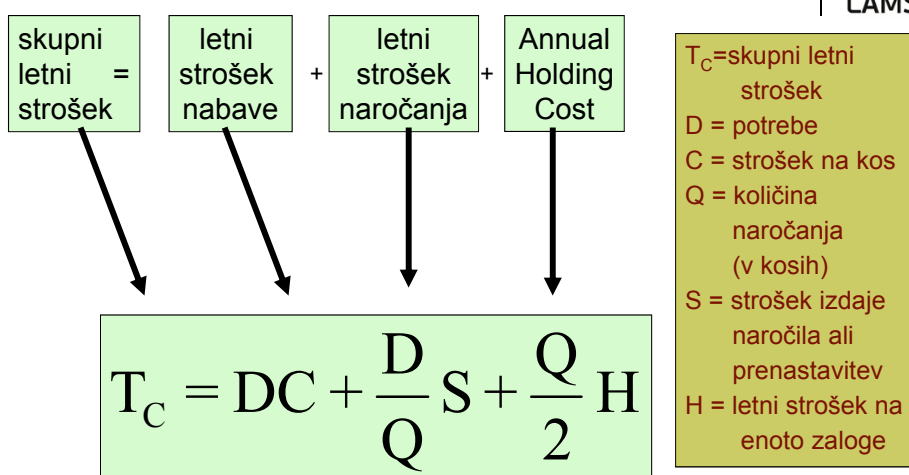 LAMS
skupni
letni =
strošek
letni
strošek
nabave
+
letni
strošek
naročanja
+
Annual
Holding
Cost
T_C = DC + D/Q S + Q/2 H
T_C=skupni letni
strošek
D = potrebe
C = strošek na kos
Q = količina
naročanja
(v kosih)
S = strošek izdaje
naročila ali
prenastavitev
H = letni strošek na
enoto zaloge